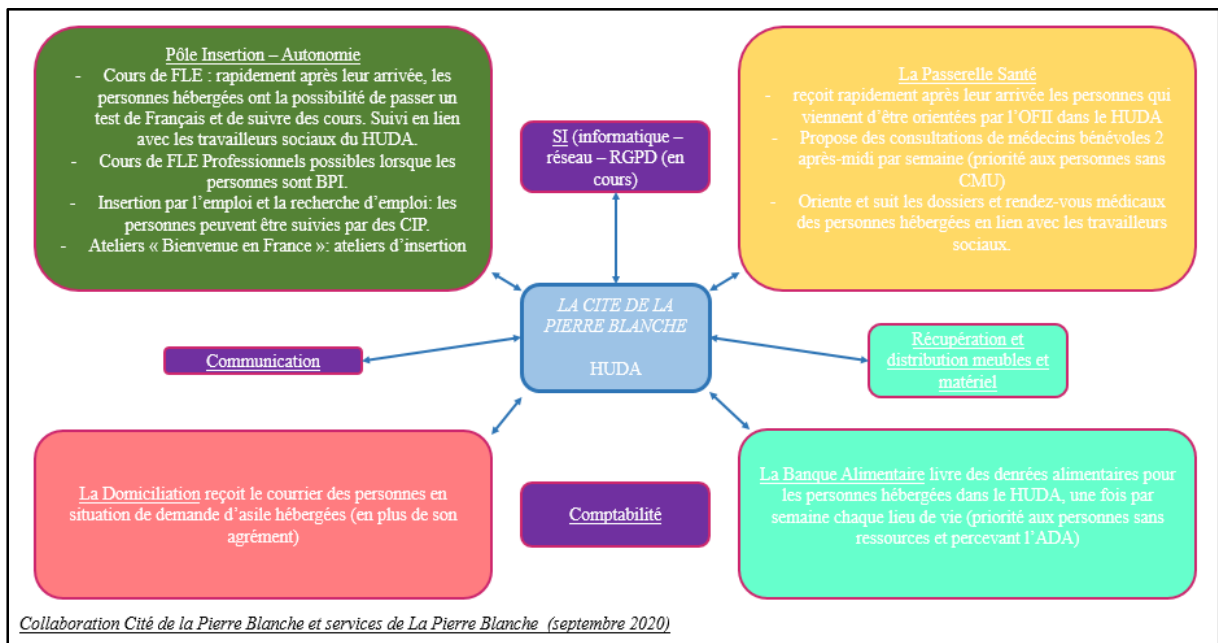 Pôle Insertion – Autonomie
- Cours de FLE : rapidement après leur arrivée, les
personnes hébergées ont la possibilité de passer un
test de Français et de suivre des cours. Suivi en lien
avec les travailleurs sociaux du HUDA.
- Cours de FLE Professionnels possibles lorsque les
personnes sont BPI.
- Insertion par l'emploi et la recherche d'emploi: les
personnes peuvent être suivies par des CIP.
- Ateliers « Bienvenue en France »: ateliers d'insertion
SI (informatique –
réseau – RGPD (en
cours)
La Passerelle Santé
- reçoit rapidement après leur arrivée les personnes qui
viennent d'être orientées par l'OFII dans le HUDA
- Propose des consultations de médecins bénévoles 2
après-midi par semaine (priorité aux personnes sans
CMU)
- Oriente et suit les dossiers et rendez-vous médicaux
des personnes hébergées en lien avec les travailleurs
sociaux.
Communication
LA CITE DE LA
PIERRE BLANCHE
HUDA
Récupération et
distribution meubles et
matériel
La Domiciliation reçoit le courrier des personnes en
situation de demande d'asile hébergées (en plus de son
agrément)
Comptabilité
La Banque Alimentaire livre des denrées alimentaires pour
les personnes hébergées dans le HUDA, une fois par
semaine chaque lieu de vie (priorité aux personnes sans
ressources et percevant l'ADA)
Collaboration Cité de la Pierre Blanche et services de La Pierre Blanche (septembre 2020)